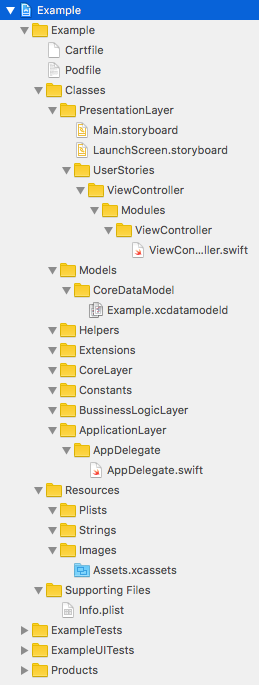 Example
Example
Cartfile
Podfile
Classes
PresentationLayer
Main.storyboard
LaunchScreen.storyboard
UserStories
ViewController
Modules
ViewController
ViewCon...ller.swift
Models
CoreDataModel
Example.xcdatamodeld
Helpers
Extensions
CoreLayer
Constants
BussinessLogicLayer
ApplicationLayer
AppDelegate
AppDelegate.swift
Resources
Plists
Strings
Images
Assets.xcassets
Supporting Files
Info.plist
ExampleTests
ExampleUITests
Products